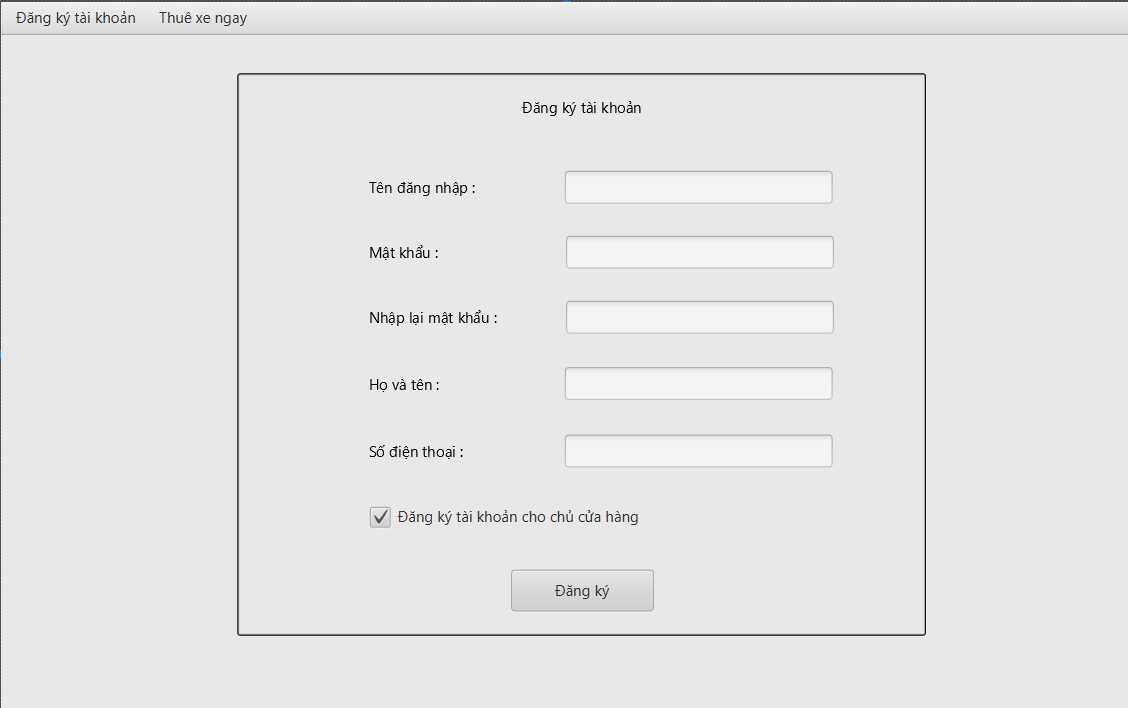 Đăng ký tài khoản Thuê xe ngay
Đăng ký tài khoản
Tên đăng nhập :
Mật khẩu :
Nhập lại mật khẩu :
Họ và tên :
Số điện thoại :
Đăng ký tài khoản cho chủ cửa hàng
Đăng ký